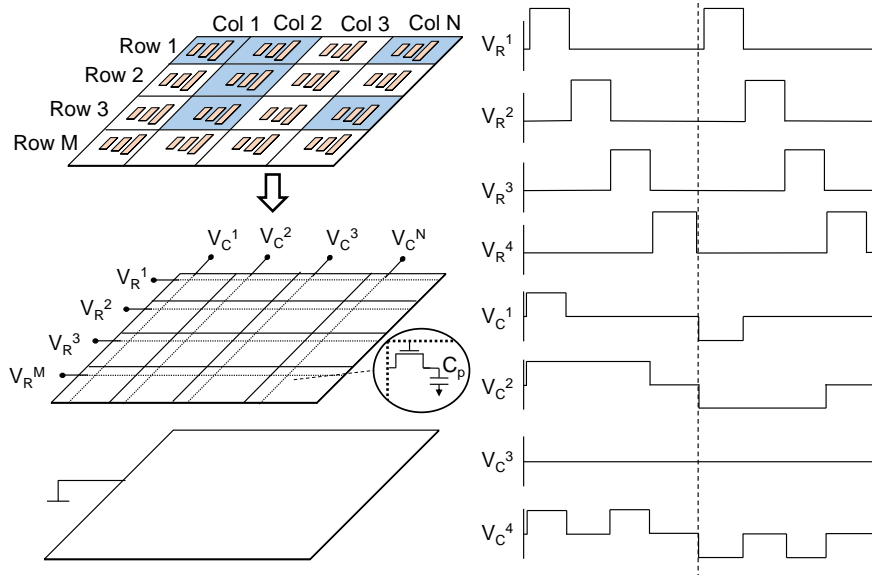 Col 1 Col 2 Col 3 Col N
Row 1
Row 2
Row 3
Row M
V_C^1 V_C^2 V_C^3 V_C^N
V_R^1
V_R^2
V_R^3
V_R^M
C_p
V_R^1
V_R^2
V_R^3
V_R^4
V_C^1
V_C^2
V_C^3
V_C^4